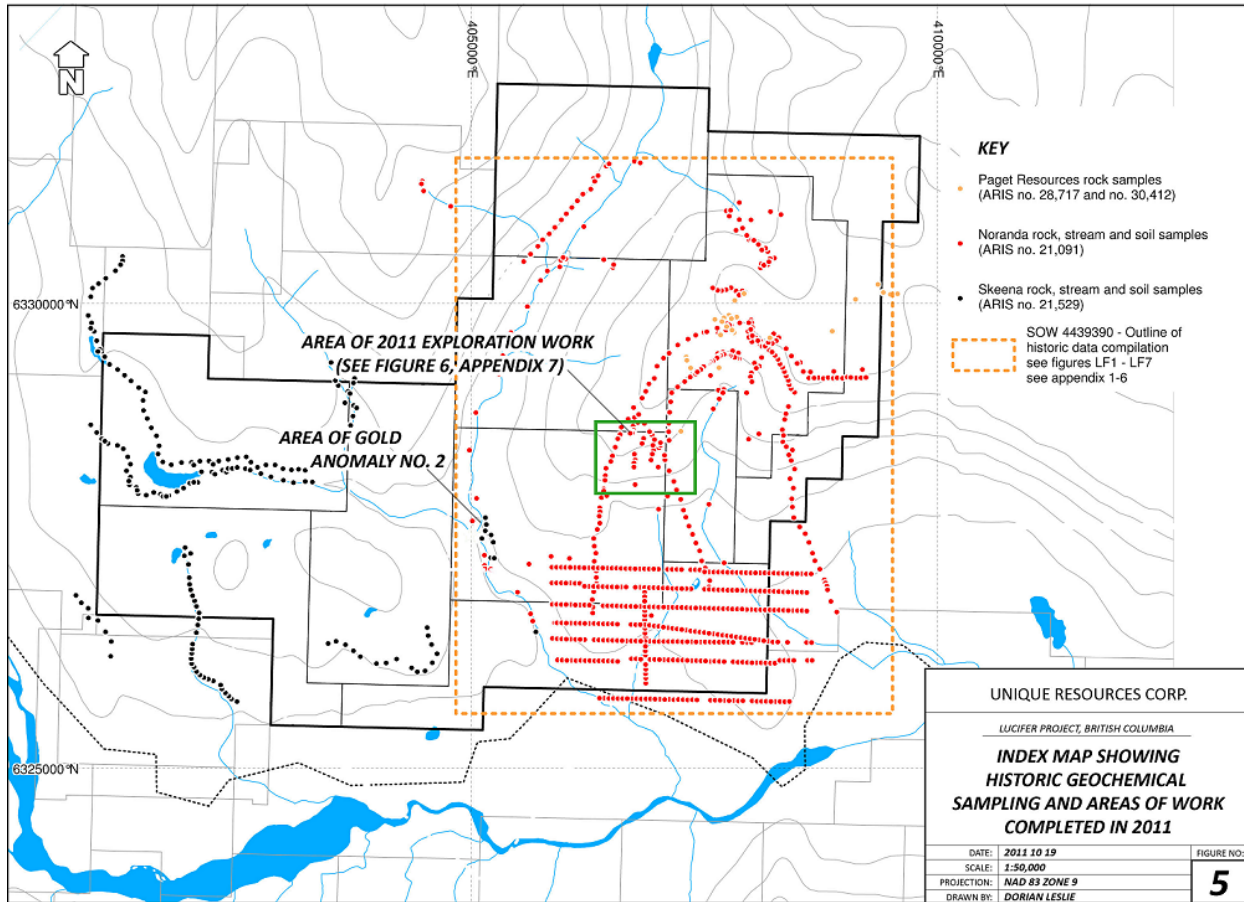 N
405000°E
410000°E
6330000°N
6325000°N
AREA OF 2011 EXPLORATION WORK
(SEE FIGURE 6, APPENDIX 7)
AREA OF GOLD
ANOMALY NO. 2
KEY
Paget Resources rock samples
(ARIS no. 28,717 and no. 30,412)
Noranda rock, stream and soil samples
(ARIS no. 21,091)
Skeena rock, stream and soil samples
(ARIS no. 21,529)
SOW 4439390 - Outline of
historic data compilation
see figures LF1 - LF7
see appendix 1-6
UNIQUE RESOURCES CORP.
LUCIFER PROJECT, BRITISH COLUMBIA
INDEX MAP SHOWING
HISTORIC GEOCHEMICAL
SAMPLING AND AREAS OF WORK
COMPLETED IN 2011
DATE: 2011 10 19
SCALE: 1:50,000
PROJECTION: NAD 83 ZONE 9
DRAWN BY: DORIAN LESLIE
FIGURE NO:
5